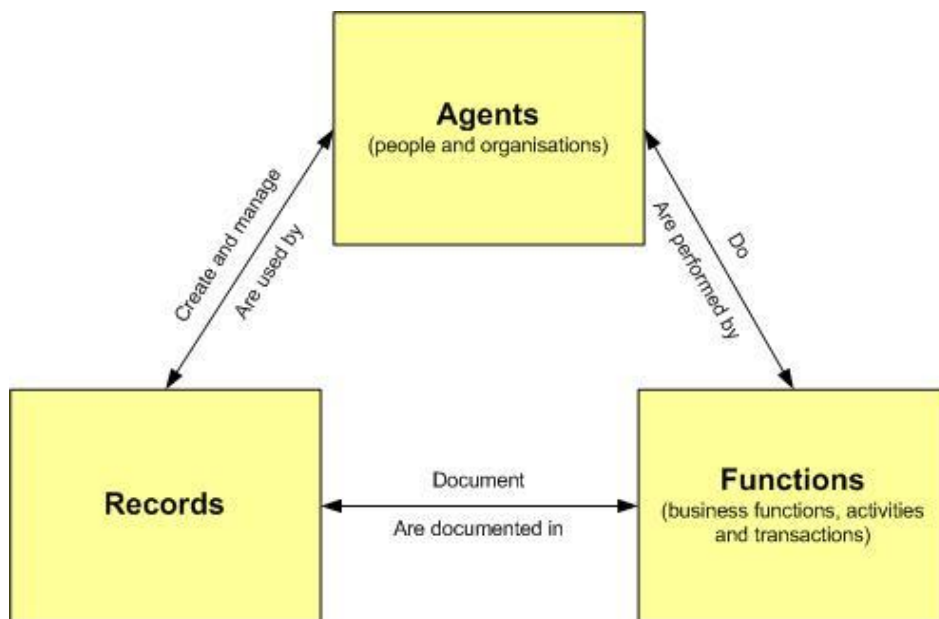 Agents
(people and organisations)
Create and manage
Are used by
Do
Are performed by
Records
Document
Are documented in
Functions
(business functions, activities
and transactions)